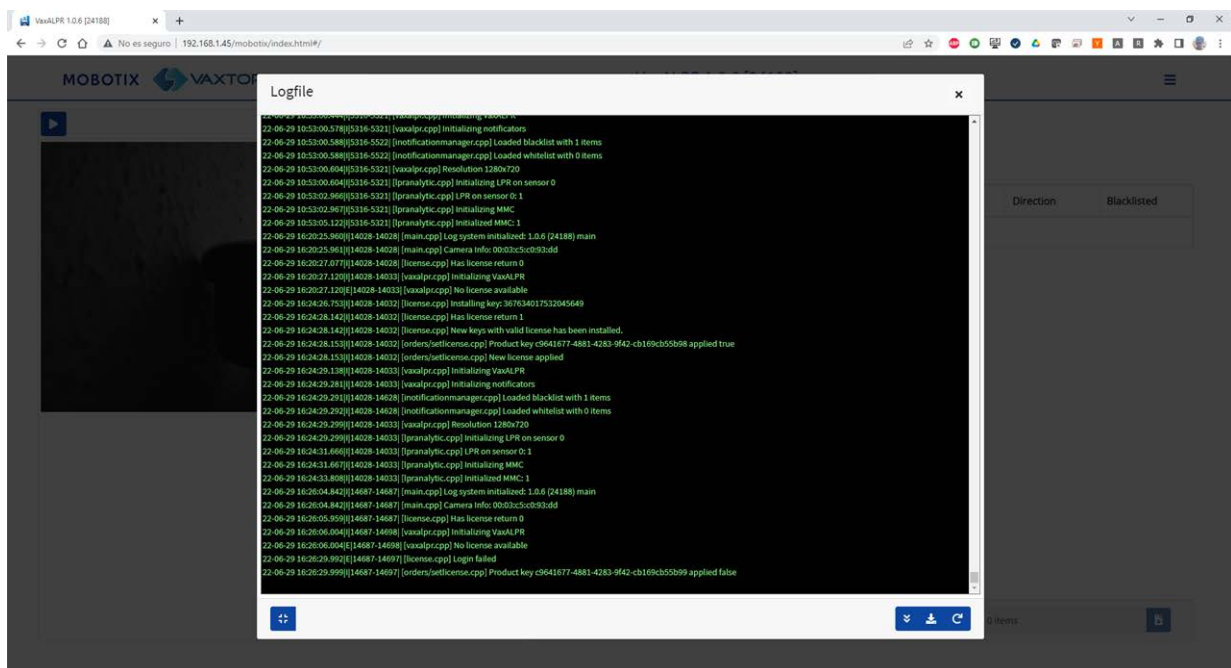 VaxALPR 1.0.6 [24188]
No es seguro | 192.168.1.45/mobotix/index.html#/
MOBOTIX VAXTOR
Logfile
22-06-29 10:53:00.444|I|5316-5321| [vaxalpr.cpp] Initializing VaxALPR
22-06-29 10:53:00.578|I|5316-5321| [vaxalpr.cpp] Initializing notificators
22-06-29 10:53:00.588|I|5316-5522| [inotificationmanager.cpp] Loaded blacklist with 1 items
22-06-29 10:53:00.588|I|5316-5522| [inotificationmanager.cpp] Loaded whitelist with 0 items
22-06-29 10:53:00.604|I|5316-5321| [vaxalpr.cpp] Resolution 1280x720
22-06-29 10:53:00.604|I|5316-5321| [lpranalytic.cpp] Initializing LPR on sensor 0
22-06-29 10:53:02.966|I|5316-5321| [lpranalytic.cpp] LPR on sensor 0: 1
22-06-29 10:53:02.967|I|5316-5321| [lpranalytic.cpp] Initializing MMC
22-06-29 10:53:05.122|I|5316-5321| [lpranalytic.cpp] Initialized MMC: 1
22-06-29 16:20:25.960|I|14028-14028| [main.cpp] Log system initialized: 1.0.6 (24188) main
22-06-29 16:20:25.961|I|14028-14028| [main.cpp] Camera Info: 00:03:c5:c0:93:dd
22-06-29 16:20:27.077|I|14028-14028| [license.cpp] Has license return 0
22-06-29 16:20:27.120|I|14028-14033| [vaxalpr.cpp] Initializing VaxALPR
22-06-29 16:20:27.120|E|14028-14033| [vaxalpr.cpp] No license available
22-06-29 16:24:26.753|I|14028-14032| [license.cpp] Installing key: 367634017532045649
22-06-29 16:24:28.142|I|14028-14032| [license.cpp] Has license return 1
22-06-29 16:24:28.142|I|14028-14032| [license.cpp] New keys with valid license has been installed.
22-06-29 16:24:28.153|I|14028-14032| [orders/setlicense.cpp] Product key c9641677-4881-4283-9f42-cb169cb55b98 applied true
22-06-29 16:24:28.153|I|14028-14032| [orders/setlicense.cpp] New license applied
22-06-29 16:24:29.138|I|14028-14033| [vaxalpr.cpp] Initializing VaxALPR
22-06-29 16:24:29.281|I|14028-14033| [vaxalpr.cpp] Initializing notificators
22-06-29 16:24:29.291|I|14028-14628| [inotificationmanager.cpp] Loaded blacklist with 1 items
22-06-29 16:24:29.292|I|14028-14628| [inotificationmanager.cpp] Loaded whitelist with 0 items
22-06-29 16:24:29.299|I|14028-14033| [vaxalpr.cpp] Resolution 1280x720
22-06-29 16:24:29.299|I|14028-14033| [lpranalytic.cpp] Initializing LPR on sensor 0
22-06-29 16:24:31.666|I|14028-14033| [lpranalytic.cpp] LPR on sensor 0: 1
22-06-29 16:24:31.667|I|14028-14033| [lpranalytic.cpp] Initializing MMC
22-06-29 16:24:33.808|I|14028-14033| [lpranalytic.cpp] Initialized MMC: 1
22-06-29 16:26:04.842|I|14687-14687| [main.cpp] Log system initialized: 1.0.6 (24188) main
22-06-29 16:26:04.842|I|14687-14687| [main.cpp] Camera Info: 00:03:c5:c0:93:dd
22-06-29 16:26:05.959|I|14687-14687| [license.cpp] Has license return 0
22-06-29 16:26:06.004|I|14687-14698| [vaxalpr.cpp] Initializing VaxALPR
22-06-29 16:26:06.004|E|14687-14698| [vaxalpr.cpp] No license available
22-06-29 16:26:29.992|E|14687-14697| [license.cpp] Login failed
22-06-29 16:26:29.999|I|14687-14697| [orders/setlicense.cpp] Product key c9641677-4881-4283-9f42-cb169cb55b99 applied false
Direction Blacklisted
0 items